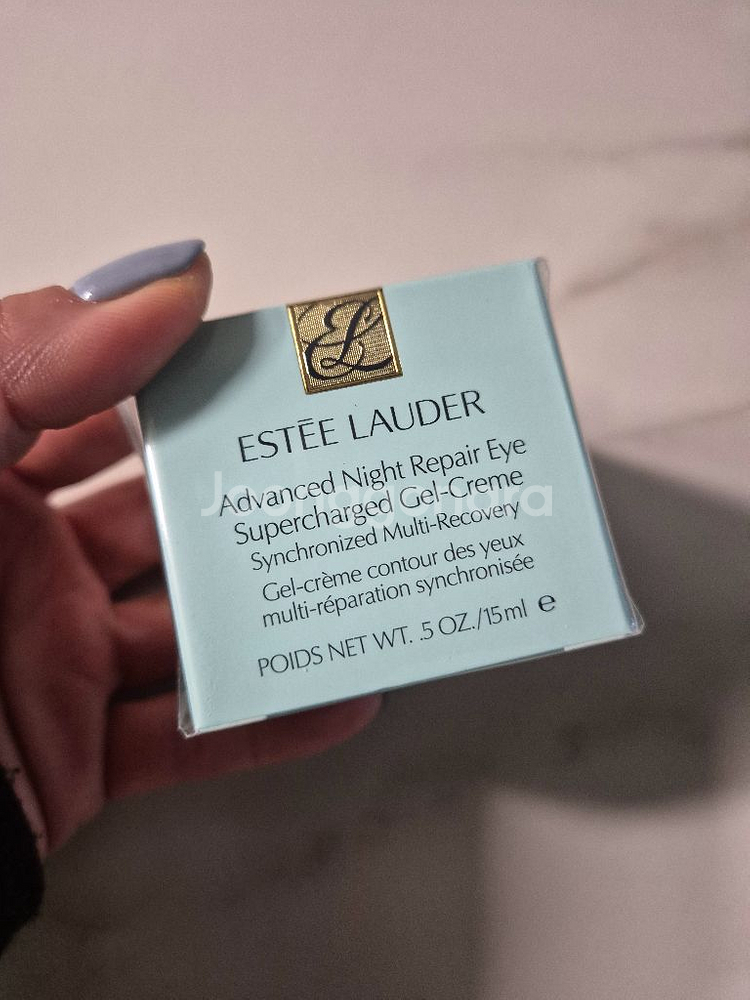 EL
ESTĒE LAUDER
Advanced Night Repair Eye
Supercharged Gel-Creme
Synchronized Multi-Recovery
Gel-crème contour des yeux
multi-réparation synchronisée
POIDS NET WT. .5 OZ./15ml e
Joonggonara